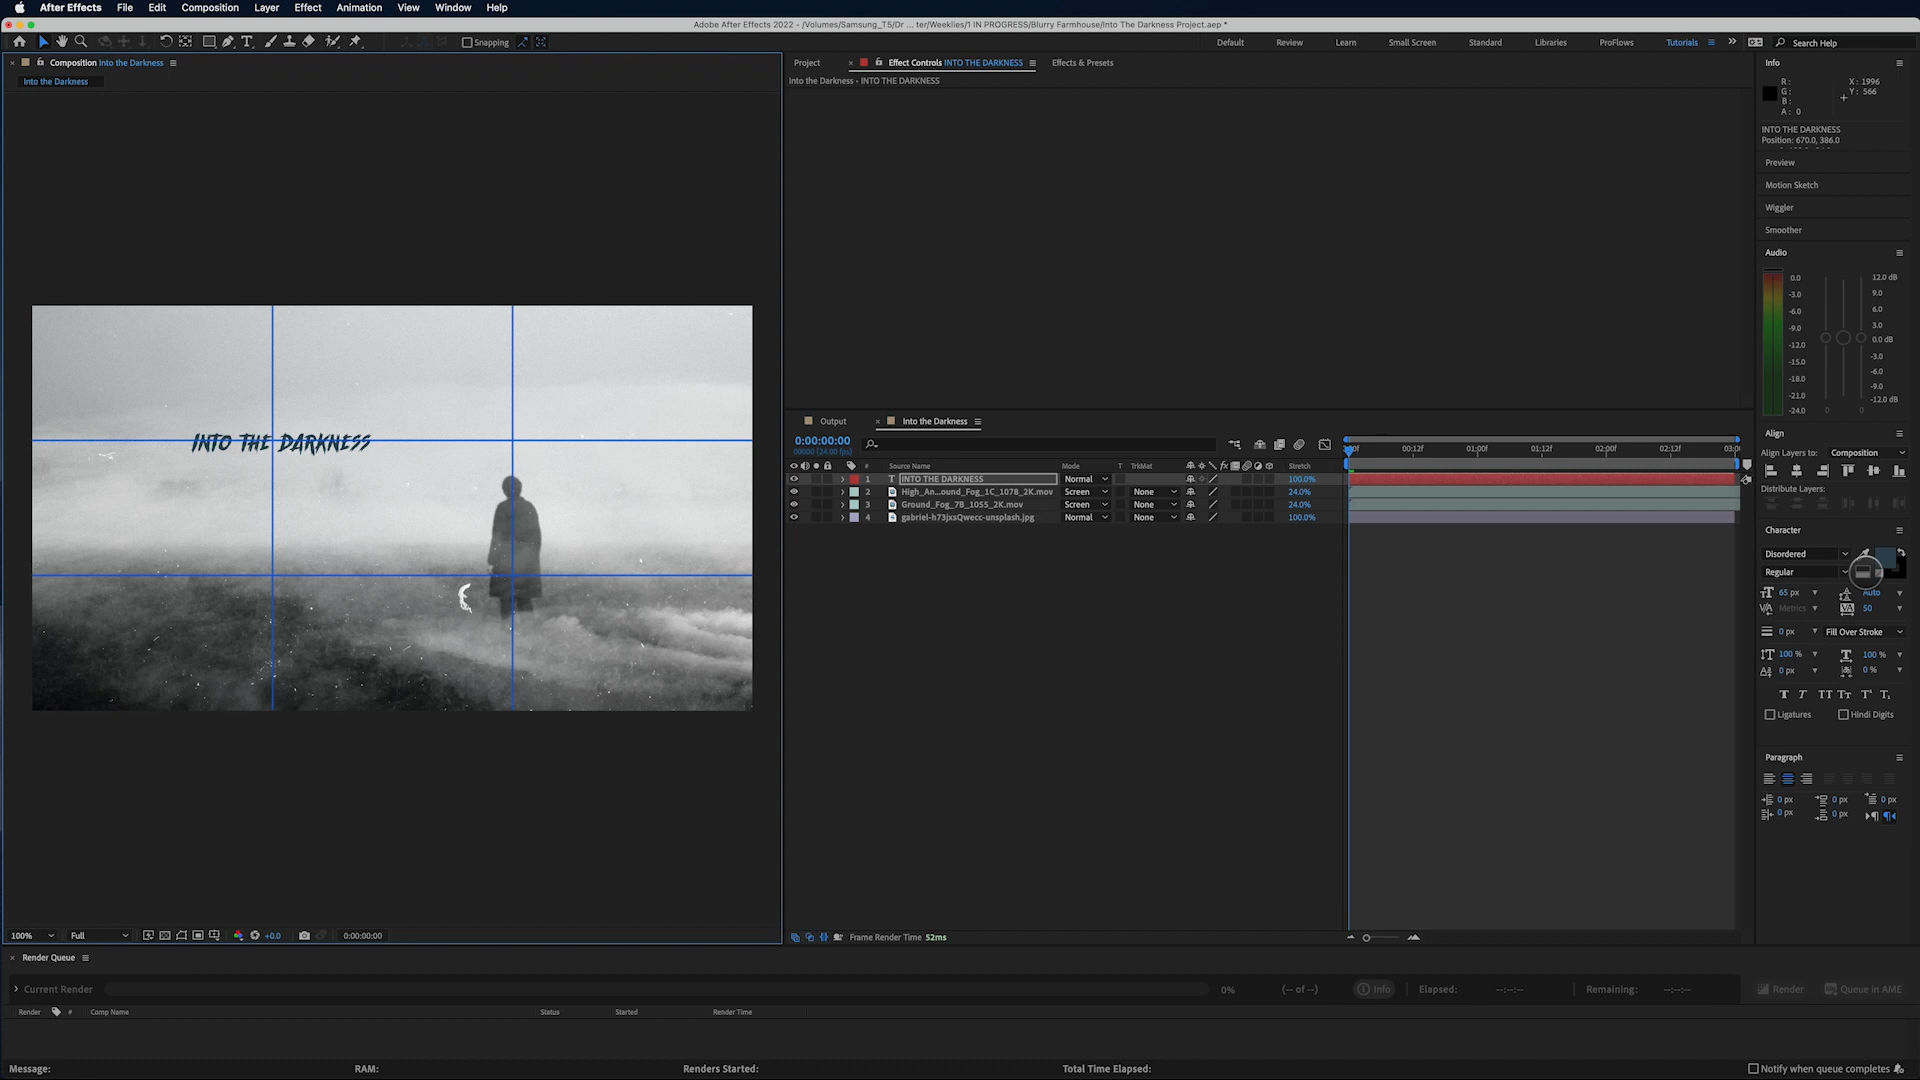 After Effects File Edit Composition Layer Effect Animation View Window Help
Adobe After Effects 2022 - /Volumes/Samsung_T5/Dr ... ter/Weeklies/1 IN PROGRESS/Blurry Farmhouse/Into The Darkness Project.aep *
Snapping Default Review Learn Small Screen Standard Libraries ProFlows Tutorials Search Help
Composition Into the Darkness
Into the Darkness
INTO THE DARKNESS
100% Full +0.0 0:00:00:00
Project Effect Controls INTO THE DARKNESS Effects & Presets
Into the Darkness • INTO THE DARKNESS
Output Into the Darkness
0:00:00:00
00000 (24.00 fps)
00:12f 01:00f 01:12f 02:00f 02:12f
# Source Name Mode T TrkMat Stretch
1 T INTO THE DARKNESS Normal 100.0%
2 High_An...ound_Fog_1C_1078_2K.mov Screen None 24.0%
3 Ground_Fog_7B_1055_2K.mov Screen None 24.0%
4 gabriel-h73jxsQwecc-unsplash.jpg Normal None 100.0%
Frame Render Time 52ms
Info
R: X: 1996
G: Y: 566
B:
A: 0
INTO THE DARKNESS
Position: 670.0, 386.0
Preview
Motion Sketch
Wiggler
Smoother
Audio
0.0 12.0 dB
-3.0 9.0
-6.0 6.0
-9.0 3.0
-12.0 0.0 dB
-15.0 -3.0
-18.0 -6.0
-21.0 -9.0
-24.0 -12.0 dB
0 0
Align
Align Layers to: Composition
Distribute Layers:
Character
Disordered
Regular
65 px Auto
Metrics 50
0 px Fill Over Stroke
100 % 100 %
0 px 0 %
Ligatures Hindi Digits
Paragraph
0 px 0 px 0 px
0 px 0 px
Render Queue
Current Render 0% (-- of --) Info Elapsed: --:--:-- Remaining: --:--:-- Render Queue in AME
Render # Comp Name Status Started Render Time
Message: RAM: Renders Started: Total Time Elapsed: Notify when queue completes